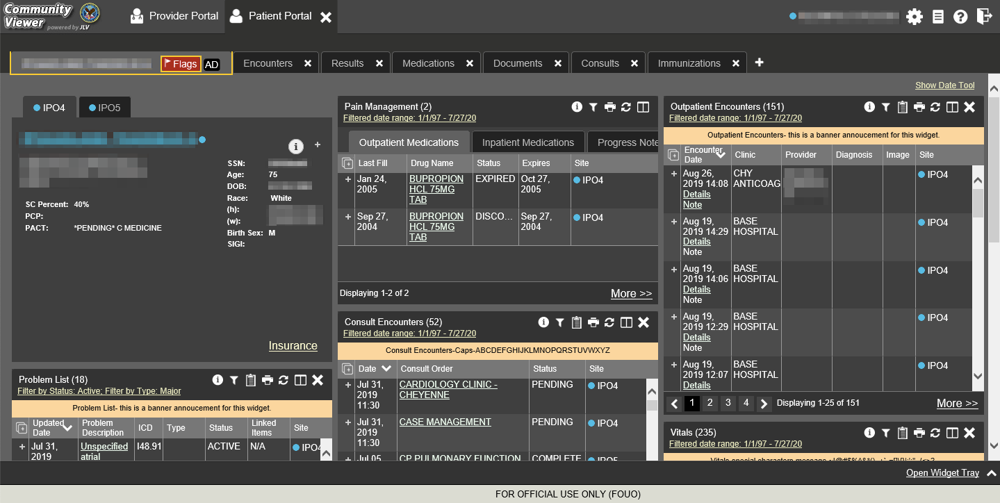 Community
Viewer
powered by JLV
Provider Portal
Patient Portal
Flags
AD
Encounters
Results
Medications
Documents
Consults
Immunizations
Show Date Tool
IPO4
IPO5
SSN:
Age: 75
DOB:
Race: White
(h):
(w):
Birth Sex: M
SIGI:
SC Percent: 40%
PCP:
PACT: *PENDING* C MEDICINE
Insurance
Problem List (18)
Filter by Status: Active; Filter by Type: Major
Problem List- this is a banner annoucement for this widget.
Updated Date Problem Description ICD Type Status Linked Items Site
Jul 31, 2019 Unspecified atrial I48.91 ACTIVE N/A IPO4
Pain Management (2)
Filtered date range: 1/1/97 - 7/27/20
Outpatient Medications Inpatient Medications Progress Note
Last Fill Drug Name Status Expires Site
Jan 24, 2005 BUPROPION HCL 75MG TAB EXPIRED Oct 27, 2005 IPO4
Sep 27, 2004 BUPROPION HCL 75MG TAB DISCO... Sep 27, 2004 IPO4
Displaying 1-2 of 2
More >>
Consult Encounters (52)
Filtered date range: 1/1/97 - 7/27/20
Consult Encounters-Caps-ABCDEFGHIJKLMNOPQRSTUVWXYZ
Date Consult Order Status Site
Jul 31, 2019 11:30 CARDIOLOGY CLINIC - CHEYENNE PENDING IPO4
Jul 31, 2019 11:30 CASE MANAGEMENT PENDING IPO4
Jul 05 CP PULMONARY FUNCTION COMPLETE IPO5
Outpatient Encounters (151)
Filtered date range: 1/1/97 - 7/27/20
Outpatient Encounters- this is a banner annoucement for this widget.
Encounter Date Clinic Provider Diagnosis Image Site
Aug 26, 2019 14:08 Details Note CHY ANTICOAG IPO4
Aug 19, 2019 14:29 Details Note BASE HOSPITAL IPO4
Aug 19, 2019 14:06 Details Note BASE HOSPITAL IPO4
Aug 19, 2019 12:29 Details Note BASE HOSPITAL IPO4
Aug 19, 2019 12:07 Details BASE HOSPITAL IPO4
1 2 3 4 Displaying 1-25 of 151
More >>
Vitals (235)
Filtered date range: 1/1/97 - 7/27/20
Vitals special characters message
Open Widget Tray
FOR OFFICIAL USE ONLY (FOUO)